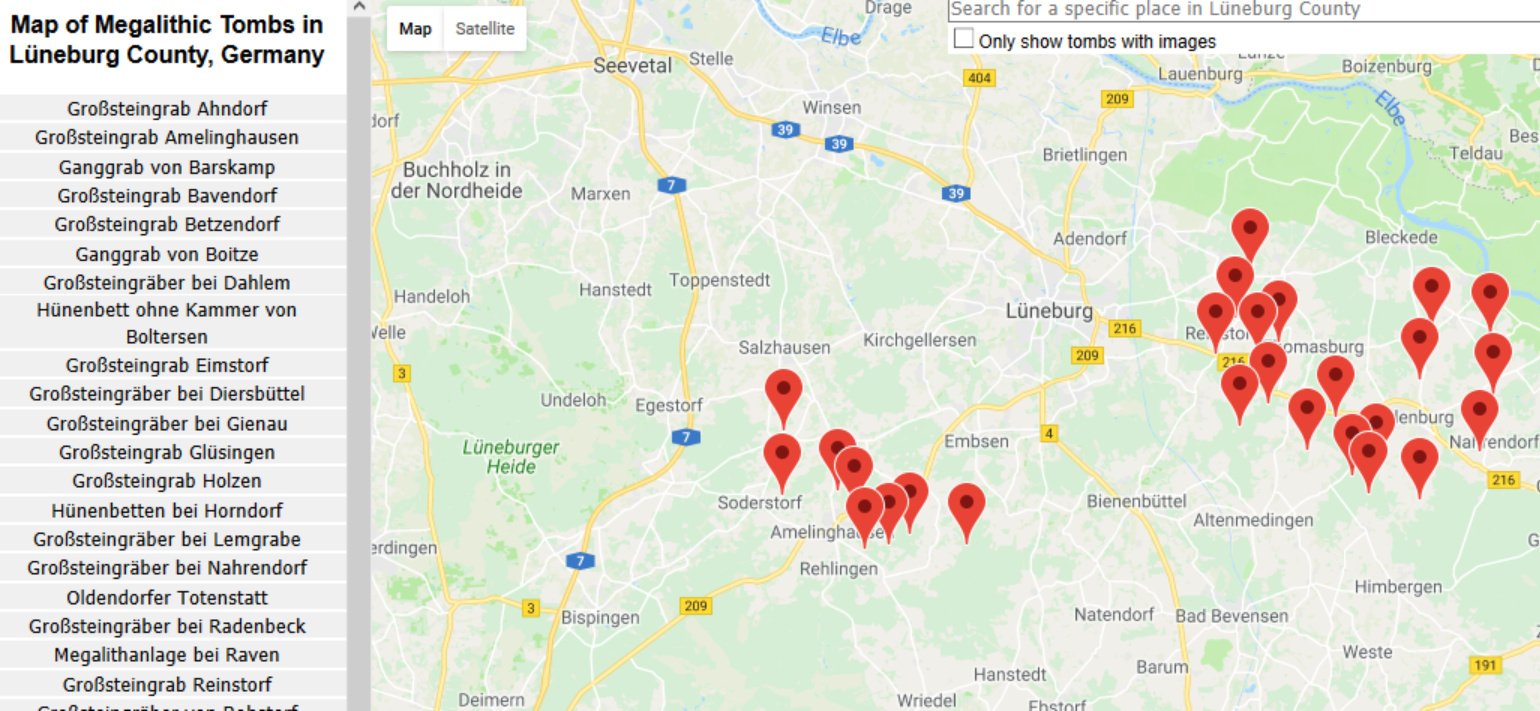 Map of Megalithic Tombs in
Lüneburg County, Germany
Großsteingrab Ahndorf
Großsteingrab Amelinghausen
Ganggrab von Barskamp
Großsteingrab Bavendorf
Großsteingrab Betzendorf
Ganggrab von Boitze
Großsteingräber bei Dahlem
Hünenbett ohne Kammer von
Boltersen
Großsteingrab Eimstorf
Großsteingräber bei Diersbüttel
Großsteingräber bei Gienau
Großsteingrab Glüsingen
Großsteingrab Holzen
Hünenbetten bei Horndorf
Großsteingräber bei Lemgrabe
Großsteingräber bei Nahrendorf
Oldendorfer Totenstatt
Großsteingräber bei Radenbeck
Megalithanlage bei Raven
Großsteingrab Reinstorf
Map
Satellite
Search for a specific place in Lüneburg County
Only show tombs with images
Drage
Elbe
Seevetal
Stelle
404
Lauenburg
Boizenburg
209
Elbe
Winsen
dorf
39
39
Bes
Teldau
Brietlingen
Buchholz in
der Nordheide
7
Marxen
39
Adendorf
Bleckede
Toppenstedt
Hanstedt
Handeloh
Lüneburg
216
Welle
Salzhausen
Kirchgellersen
209
216
omasburg
3
Undeloh
Egestorf
lenburg
7
Embsen
4
Nahrendorf
Lüneburger
Heide
216
Soderstorf
Bienenbüttel
Altenmedingen
Amelinghausen
erdingen
7
Rehlingen
Himbergen
3
209
Bispingen
Natendorf
Bad Bevensen
Weste
Barum
191
Hanstedt
Deimern
Wriedel
Ebstorf